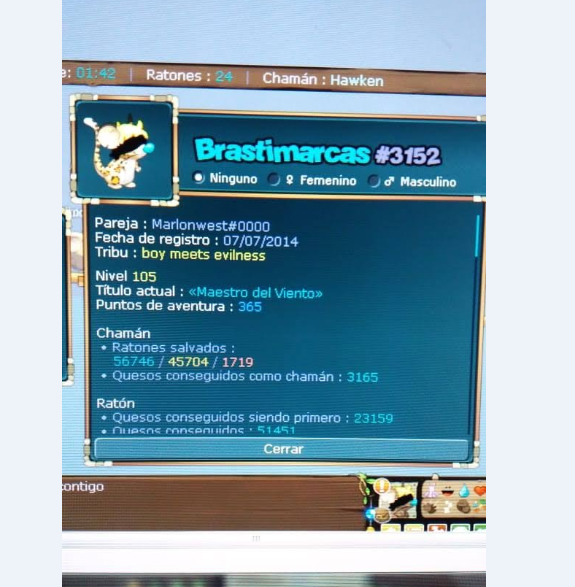 e: 01:42 | Ratones : 24 | Chamán : Hawken
Brastimarcas #3152
Ninguno ♀ Femenino ♂ Masculino
Pareja : Marlonwest#0000
Fecha de registro : 07/07/2014
Tribu : boy meets evilness
Nivel 105
Título actual : «Maestro del Viento»
Puntos de aventura : 365
Chamán
• Ratones salvados :
56746 / 45704 / 1719
• Quesos conseguidos como chamán : 3165
Ratón
• Quesos conseguidos siendo primero : 23159
• Quesos conseguidos : 51451
Cerrar
contigo